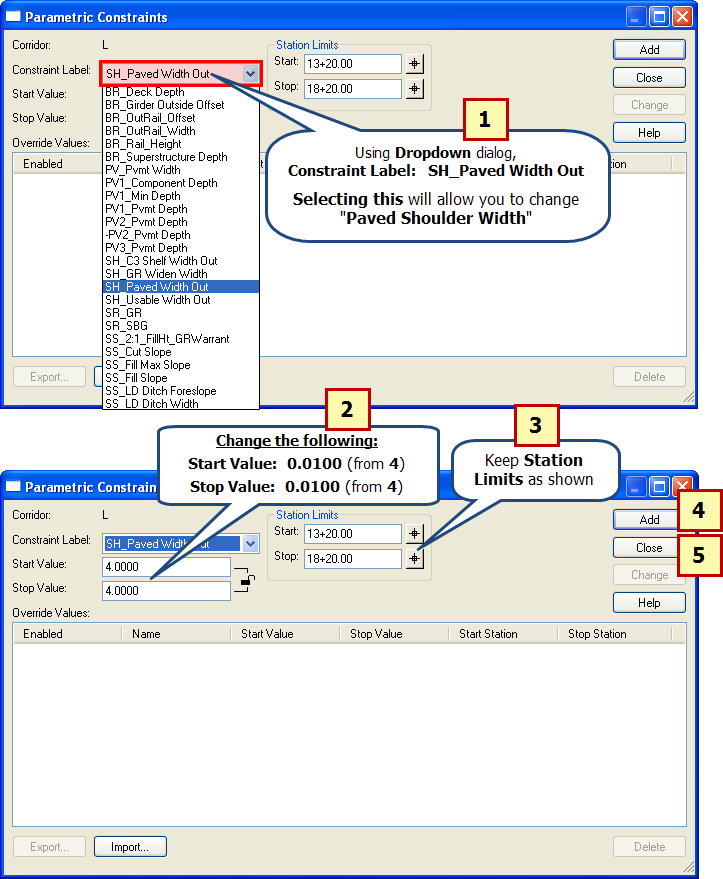 Parametric Constraints
Corridor: L
Constraint Label: SH_Paved Width Out
Start Value:
Stop Value:
Override Values:
Station Limits
Start: 13+20.00
Stop: 18+20.00
Add
Close
Change
Help
Enabled
BR_Deck Depth
BR_Girder Outside Offset
BR_OutRail_Offset
BR_OutRail_Width
BR_Rail_Height
BR_Superstructure Depth
PV_Pvmt Width
PV1_Component Depth
PV1_Min Depth
PV1_Pvmt Depth
PV2_Pvmt Depth
-PV2_Pvmt Depth
PV3_Pvmt Depth
SH_C3 Shelf Width Out
SH_GR Widen Width
SH_Paved Width Out
SH_Usable Width Out
SR_GR
SR_SBG
SS_2:1_FillHt_GRWarrant
SS_Cut Slope
SS_Fill Max Slope
SS_Fill Slope
SS_LD Ditch Foreslope
SS_LD Ditch Width
1
Using Dropdown dialog,
Constraint Label: SH_Paved Width Out
Selecting this will allow you to change
"Paved Shoulder Width"
Export...
Delete
2
Change the following:
Start Value: 0.0100 (from 4)
Stop Value: 0.0100 (from 4)
3
Keep Station
Limits as shown
Parametric Constrain
Corridor: L
Constraint Label: SH_Paved Width Out
Start Value: 4.0000
Stop Value: 4.0000
Override Values:
Station Limits
Start: 13+20.00
Stop: 18+20.00
Add 4
Close 5
Change
Help
Enabled Name Start Value Stop Value Start Station Stop Station
Export... Import... Delete